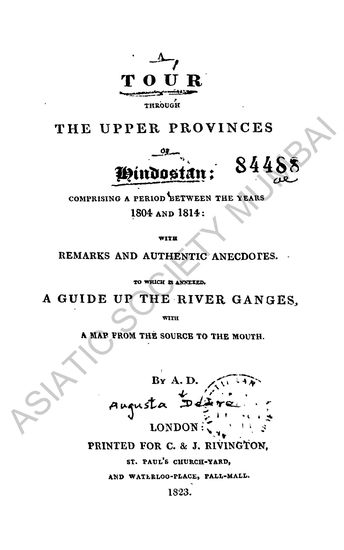 A
TOUR
THROUGH
THE UPPER PROVINCES
OF
Hindostan;
84488
COMPRISING A PERIOD BETWEEN THE YEARS
1804 AND 1814:
WITH
REMARKS AND AUTHENTIC ANECDOTES.
TO WHICH IS ANNEXED,
A GUIDE UP THE RIVER GANGES,
WITH
A MAP FROM THE SOURCE TO THE MOUTH.
By A. D.
Augusta
LONDON:
PRINTED FOR C. & J. RIVINGTON,
ST. PAUL'S CHURCH-YARD,
AND WATERLOO-PLACE, PALL-MALL.
1823.
ASIATIC SOCIETY MUMBAI